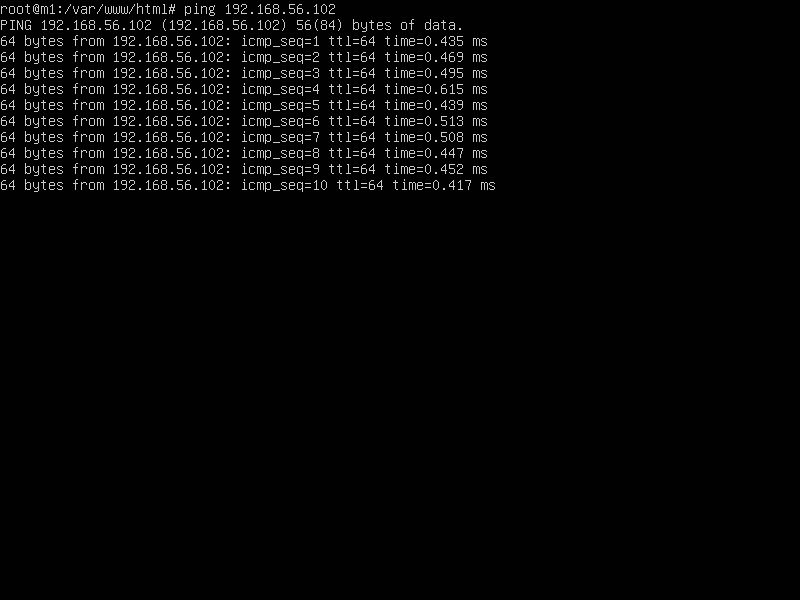 root@m1:/var/www/html# ping 192.168.56.102
PING 192.168.56.102 (192.168.56.102) 56(84) bytes of data.
64 bytes from 192.168.56.102: icmp_seq=1 ttl=64 time=0.435 ms
64 bytes from 192.168.56.102: icmp_seq=2 ttl=64 time=0.469 ms
64 bytes from 192.168.56.102: icmp_seq=3 ttl=64 time=0.495 ms
64 bytes from 192.168.56.102: icmp_seq=4 ttl=64 time=0.615 ms
64 bytes from 192.168.56.102: icmp_seq=5 ttl=64 time=0.439 ms
64 bytes from 192.168.56.102: icmp_seq=6 ttl=64 time=0.513 ms
64 bytes from 192.168.56.102: icmp_seq=7 ttl=64 time=0.508 ms
64 bytes from 192.168.56.102: icmp_seq=8 ttl=64 time=0.447 ms
64 bytes from 192.168.56.102: icmp_seq=9 ttl=64 time=0.452 ms
64 bytes from 192.168.56.102: icmp_seq=10 ttl=64 time=0.417 ms